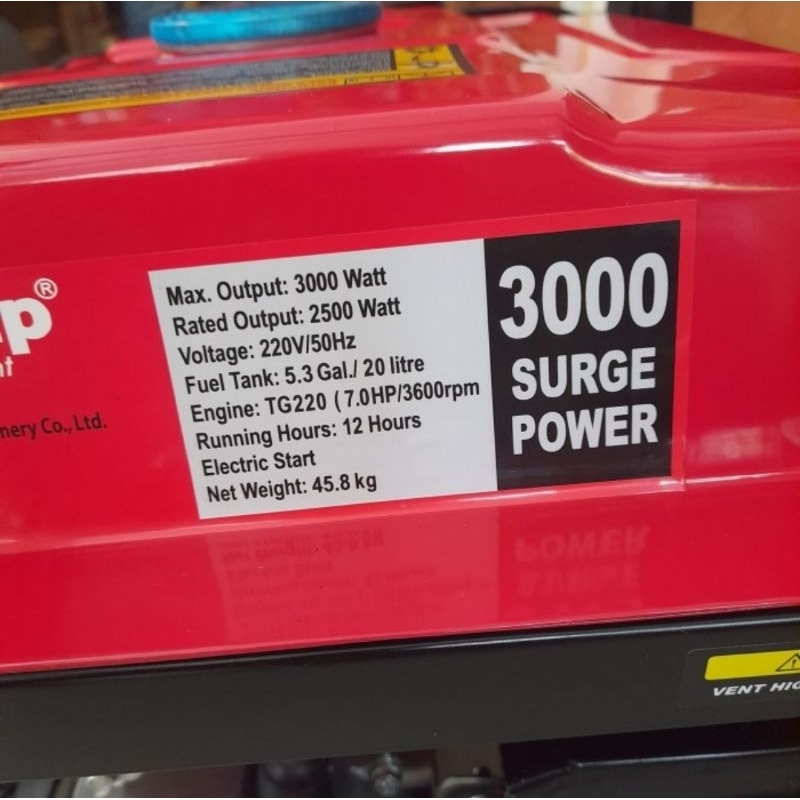 p®
nt
nery Co., Ltd.
Max. Output: 3000 Watt
Rated Output: 2500 Watt
Voltage: 220V/50Hz
Fuel Tank: 5.3 Gal./ 20 litre
Engine: TG220 ( 7.0HP/3600rpm
Running Hours: 12 Hours
Electric Start
Net Weight: 45.8 kg
3000
SURGE
POWER
VENT HIG